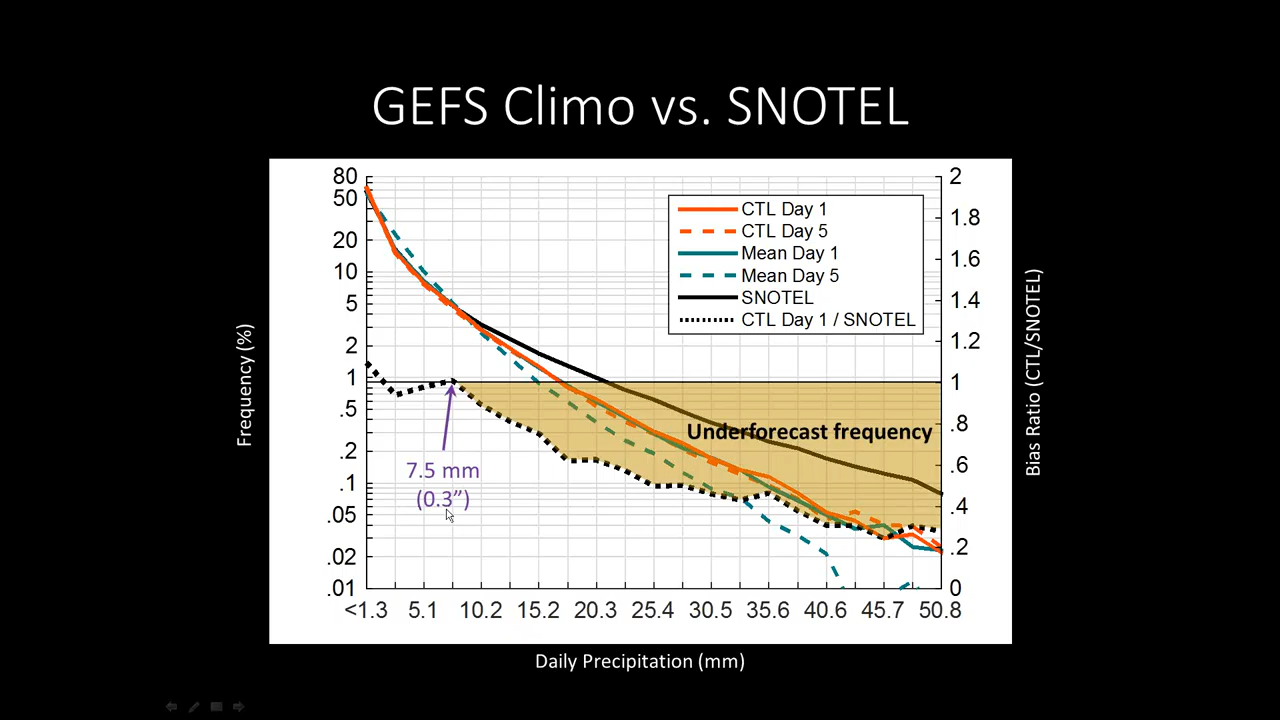 GEFS Climo vs. SNOTEL
80
50
20
10
5
2
1
.5
.2
.1
.05
.02
.01
Frequency (%)
CTL Day 1
CTL Day 5
Mean Day 1
Mean Day 5
SNOTEL
CTL Day 1 / SNOTEL
Underforecast frequency
7.5 mm
(0.3”)
2
1.8
1.6
1.4
1.2
1
.8
.6
.4
.2
0
Bias Ratio (CTL/SNOTEL)
<1.3 5.1 10.2 15.2 20.3 25.4 30.5 35.6 40.6 45.7 50.8
Daily Precipitation (mm)